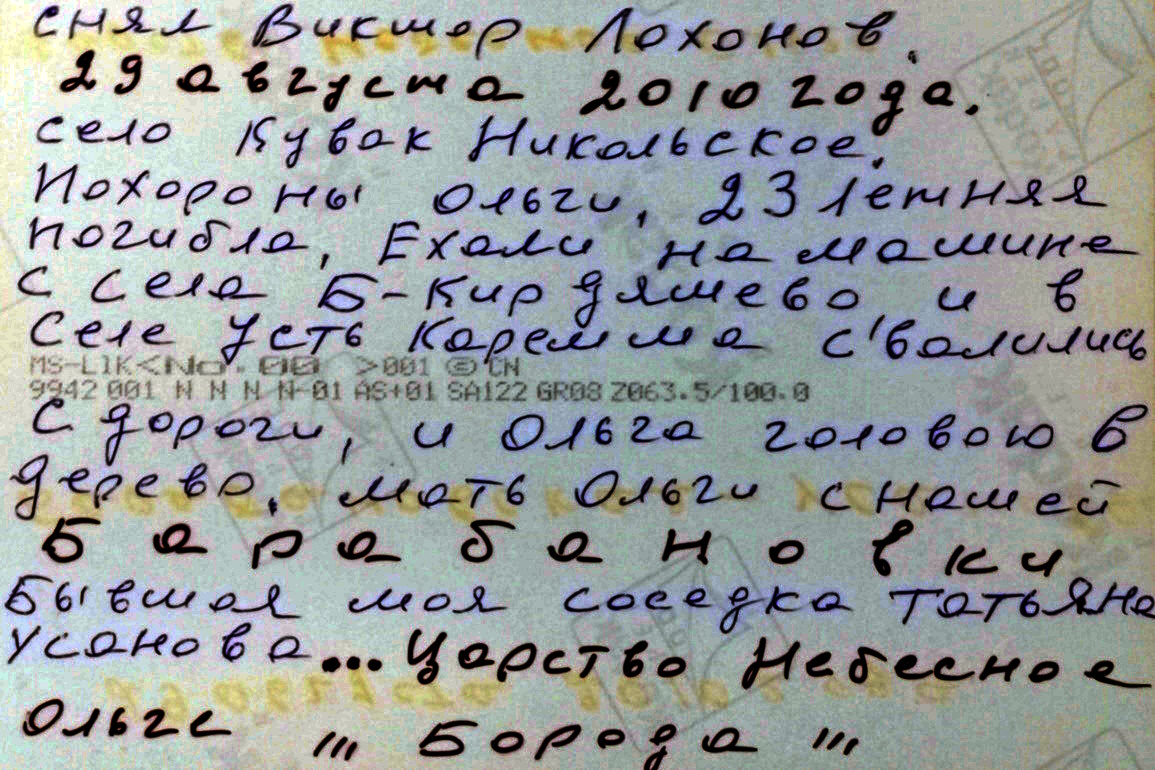 снял Виктор Лохонов.
29 августа 2010 года.
село Кувак Никольское.
Похороны Ольги, 23 летняя
погибла, Ехали на машине
с села Б-Кирдяшево и в
селе Усть Каремша с'валились
MS-L1K<No.00 >001 ©CN
9942 001 N N N N-01 AS+01 SA122 GR08 Z063.5/100.0
с дороги, и Ольга головою в
дерево. мать Ольги с нашей
Барабановки
Бывшая моя соседка Татьяна
Усанова... Царство Небесное
Ольге ,,, Борода ,,,